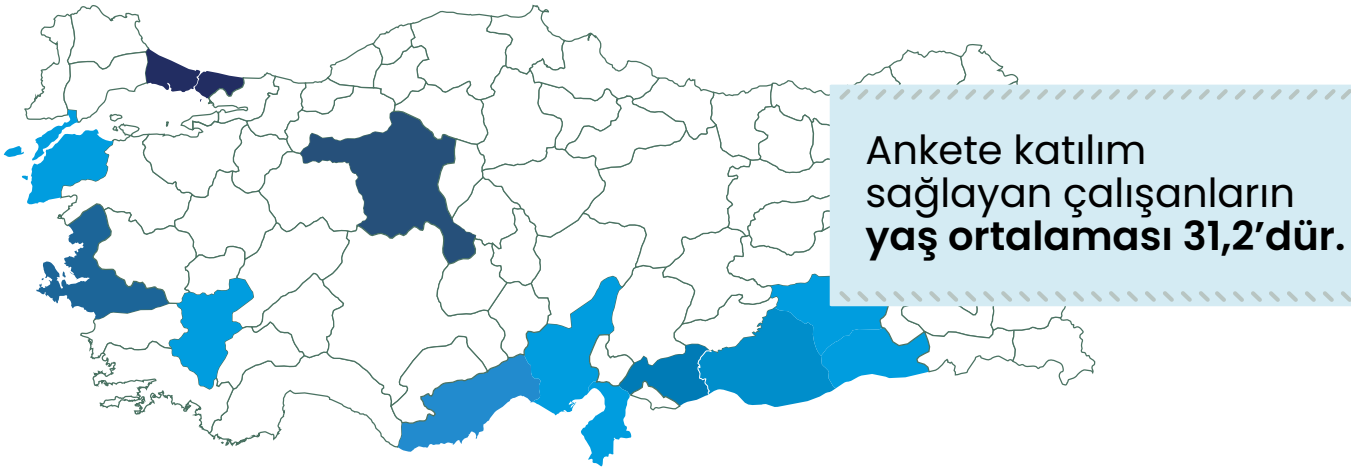 Ankete katılım
sağlayan çalışanların
yaş ortalaması 31,2’dür.